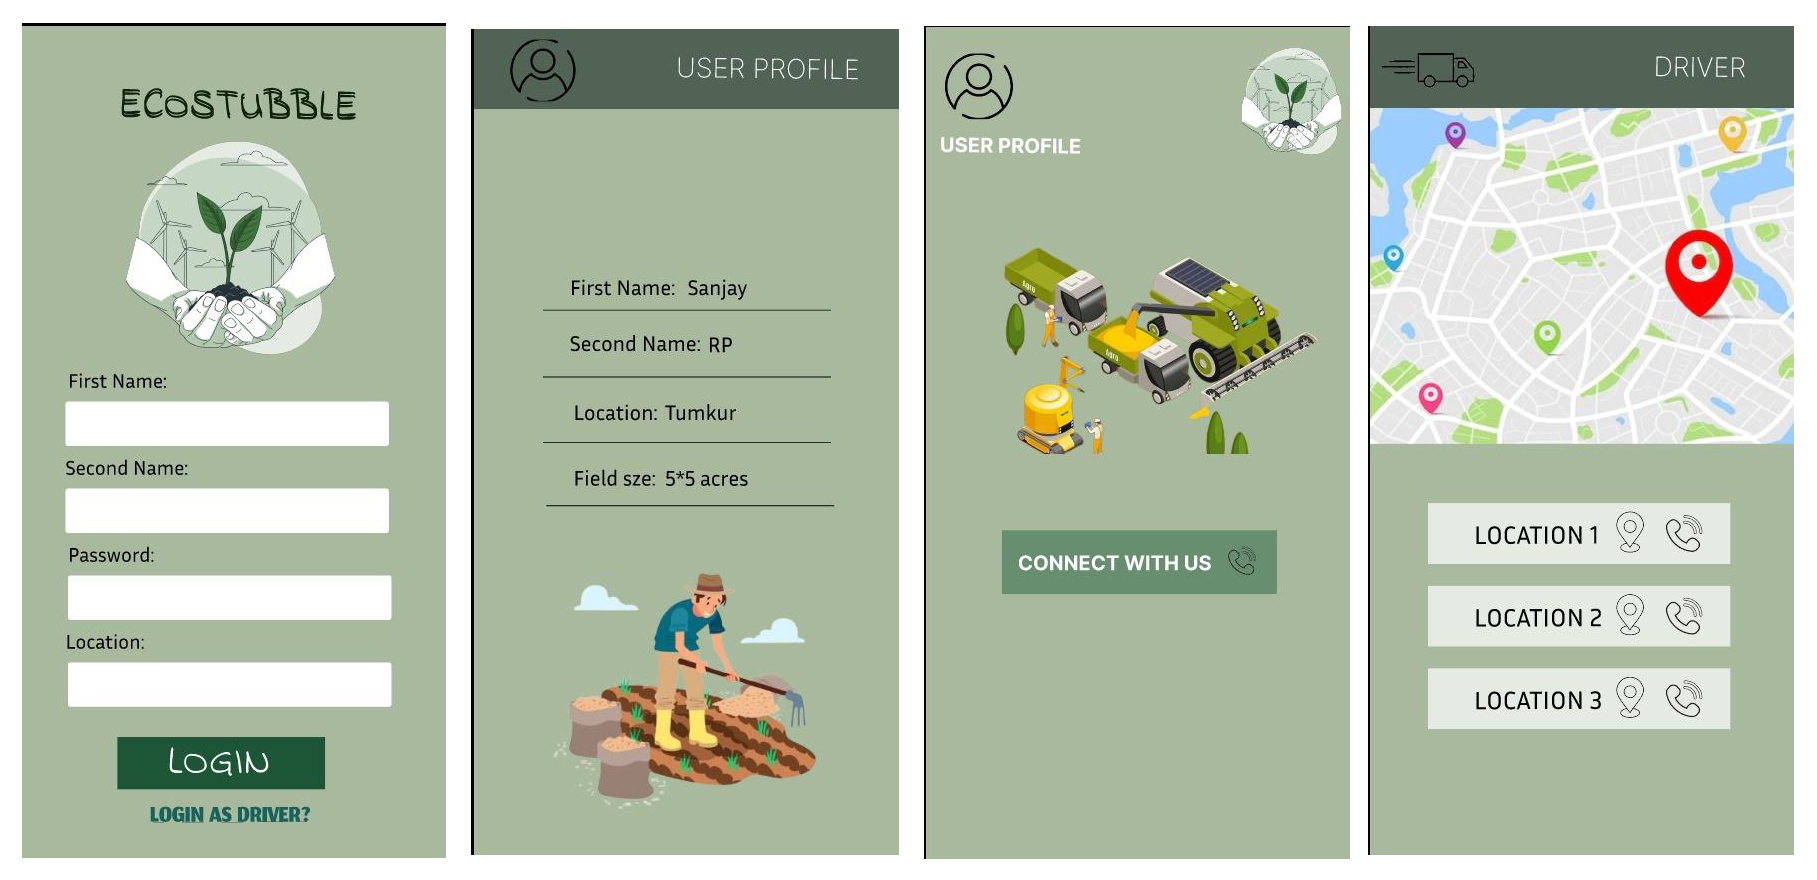 ECOSTUBBLE
First Name:
Second Name:
Password:
Location:
LOGIN
LOGIN AS DRIVER?
USER PROFILE
First Name: Sanjay
Second Name: RP
Location: Tumkur
Field sze: 5*5 acres
USER PROFILE
Agro
Agro
CONNECT WITH US
DRIVER
LOCATION 1
LOCATION 2
LOCATION 3